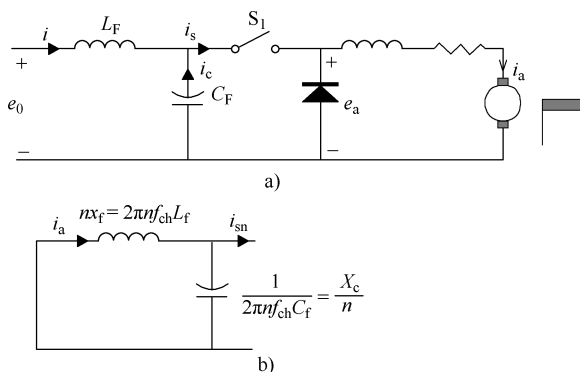 i L_F i_s S_1
i_c
+ + i_a
C_F
e_0 e_a
− −
a)
nx_f = 2πnf_ch L_f
i_a i_sn
1/(2πnf_ch C_f) = X_c/n
b)